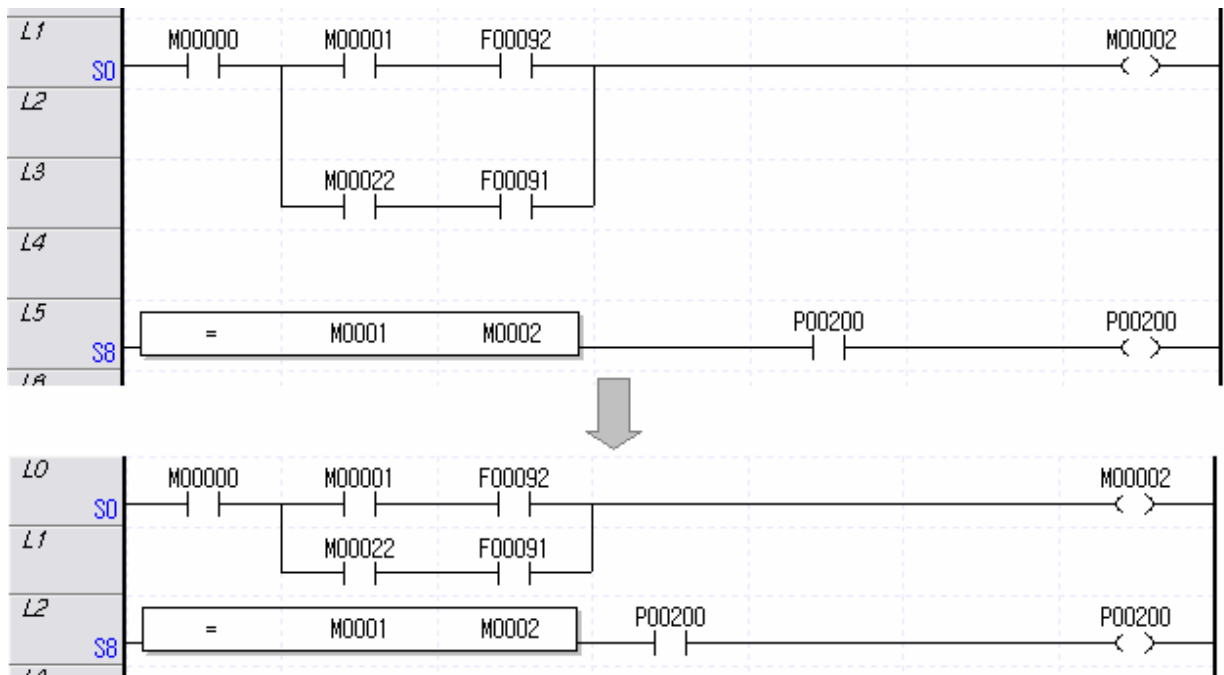 L1 M00000 M00001 F00092 M00002
S0
L2
L3 M00022 F00091
L4
L5 P00200 P00200
= M0001 M0002
S8
L0 M00000 M00001 F00092 M00002
S0
L1 M00022 F00091
L2 P00200 P00200
= M0001 M0002
S8